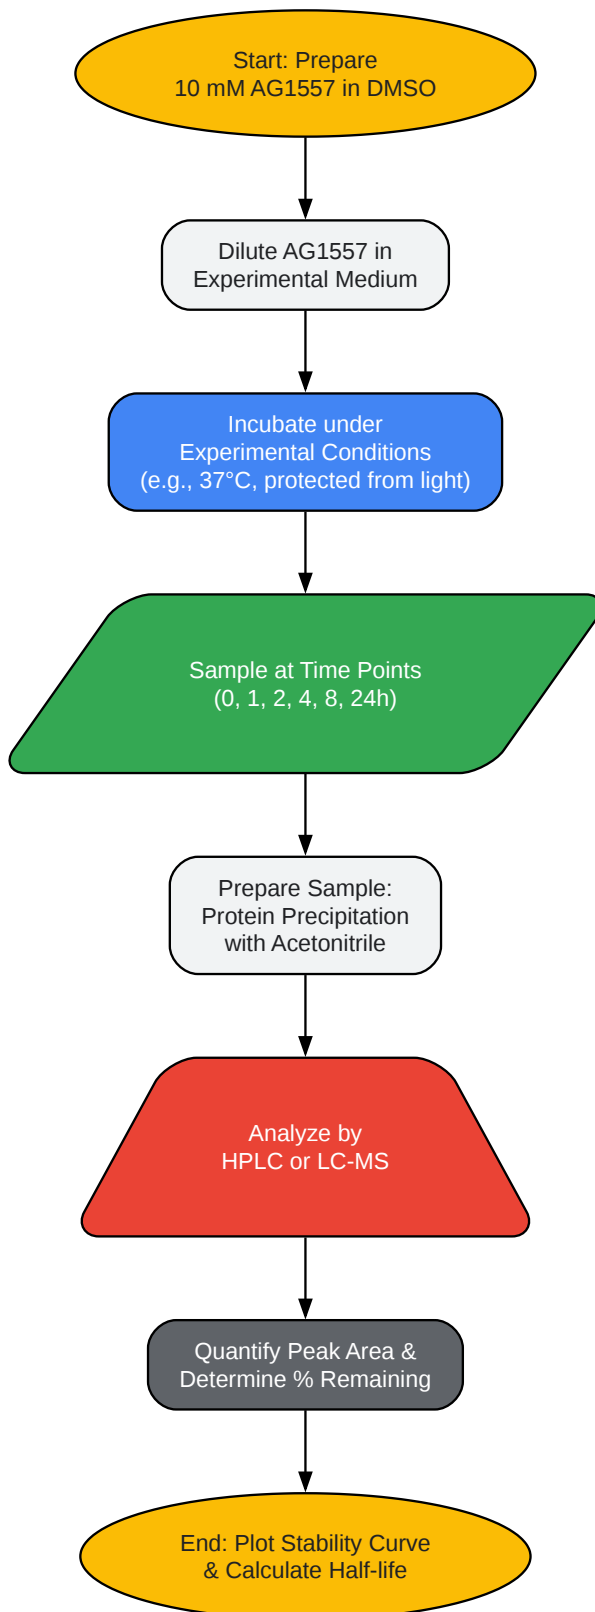 Start: Prepare
10 mM AG1557 in DMSO
Dilute AG1557 in
Experimental Medium
Incubate under
Experimental Conditions
(e.g., 37°C, protected from light)
Sample at Time Points
(0, 1, 2, 4, 8, 24h)
Prepare Sample:
Protein Precipitation
with Acetonitrile
Analyze by
HPLC or LC-MS
Quantify Peak Area &
Determine % Remaining
End: Plot Stability Curve
& Calculate Half-life